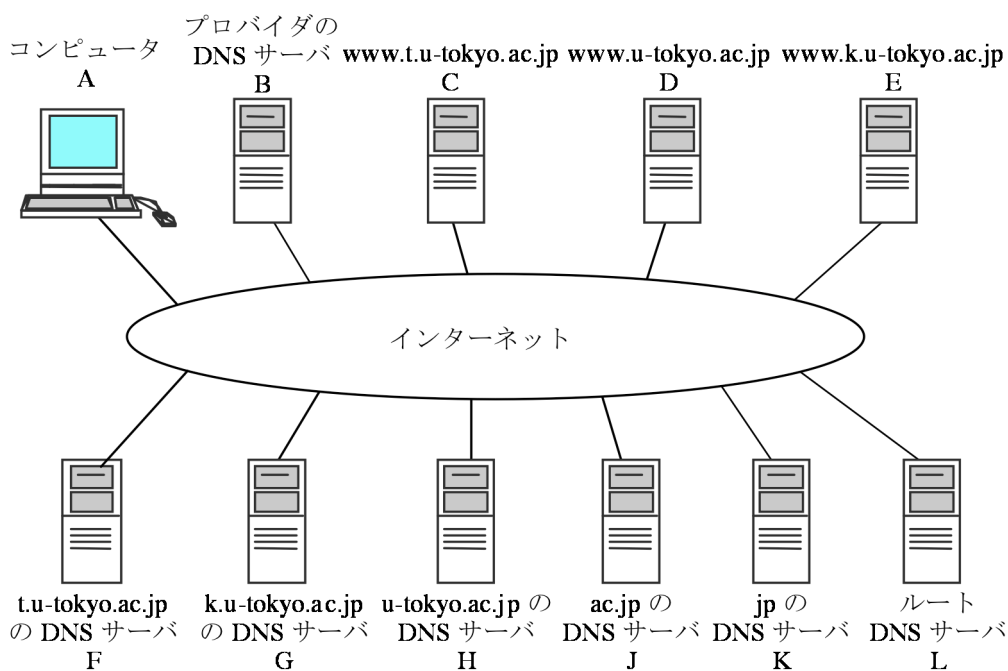 コンピュータ
A
プロバイダの
DNS サーバ
B
www.t.u-tokyo.ac.jp
C
www.u-tokyo.ac.jp
D
www.k.u-tokyo.ac.jp
E
インターネット
t.u-tokyo.ac.jp
の DNS サーバ
F
k.u-tokyo.ac.jp
の DNS サーバ
G
u-tokyo.ac.jp の
DNS サーバ
H
ac.jp の
DNS サーバ
J
jp の
DNS サーバ
K
ルート
DNS サーバ
L